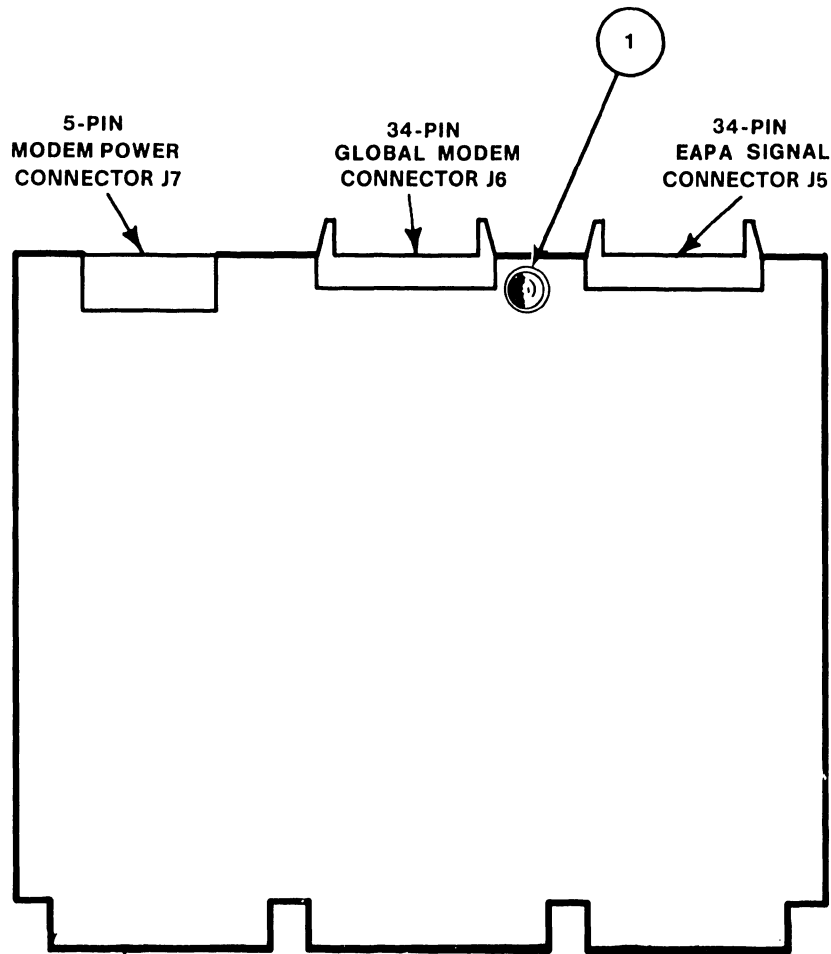 1
5-PIN
MODEM POWER
CONNECTOR J7
34-PIN
GLOBAL MODEM
CONNECTOR J6
34-PIN
EAPA SIGNAL
CONNECTOR J5